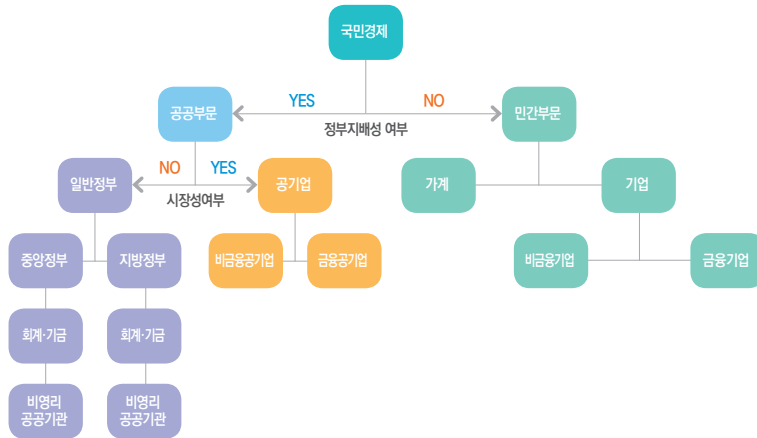 국민경제
공공부문
YES
NO
민간부문
정부지배성 여부
일반정부
NO
YES
공기업
가계
기업
시장성여부
중앙정부
지방정부
비금융공기업
금융공기업
비금융기업
금융기업
회계·기금
회계·기금
비영리
공공기관
비영리
공공기관